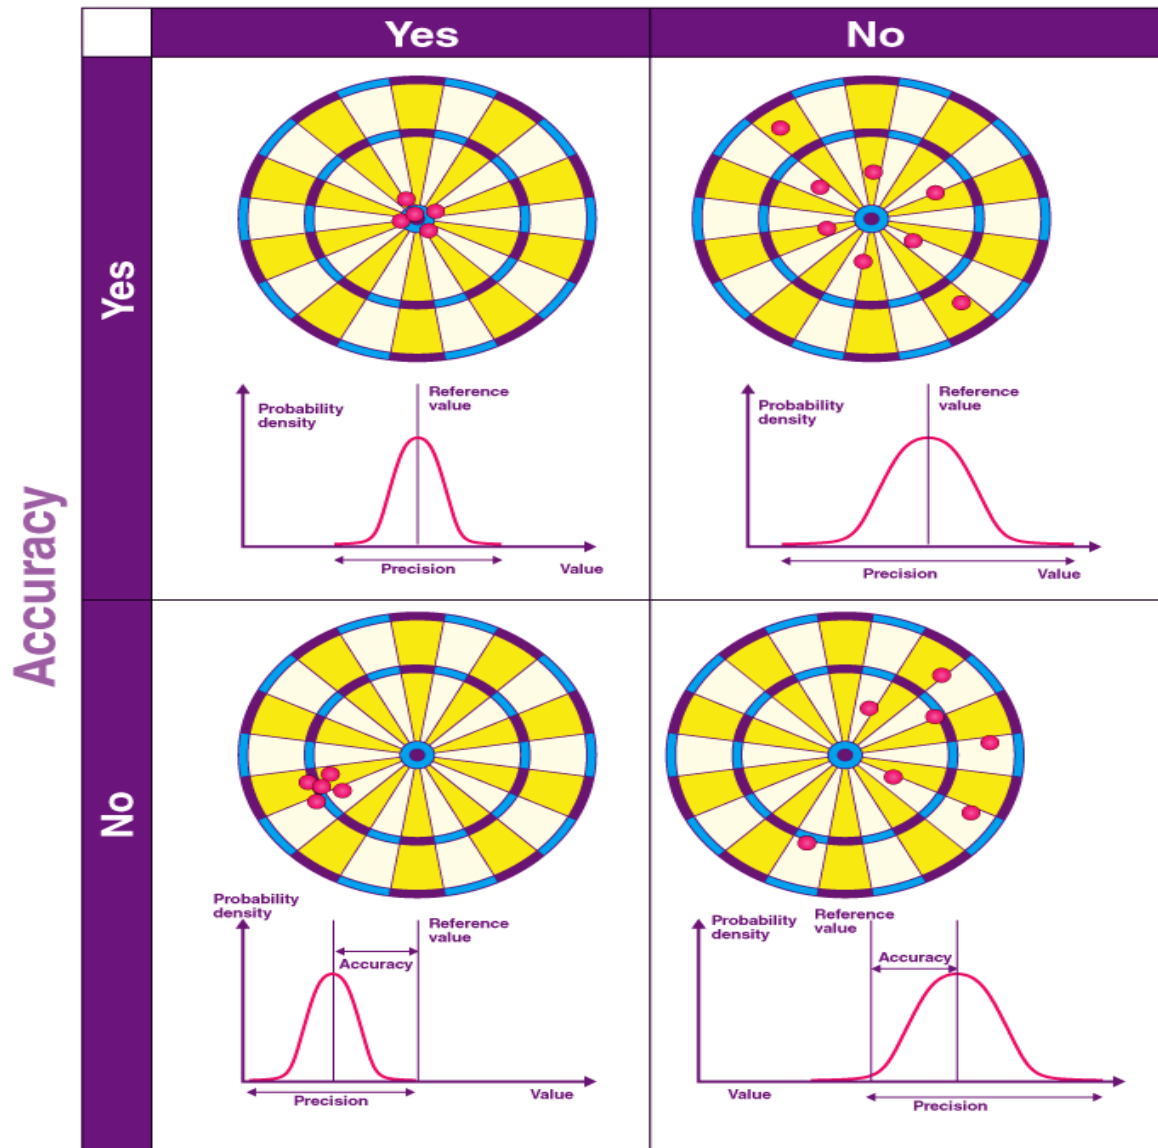 Yes
No
Accuracy
Yes
Probability
density
Reference
value
Precision
Value
Probability
density
Reference
value
Precision
Value
No
Probability
density
Reference
value
Accuracy
Precision
Value
Probability
density
Reference
value
Accuracy
Value
Precision